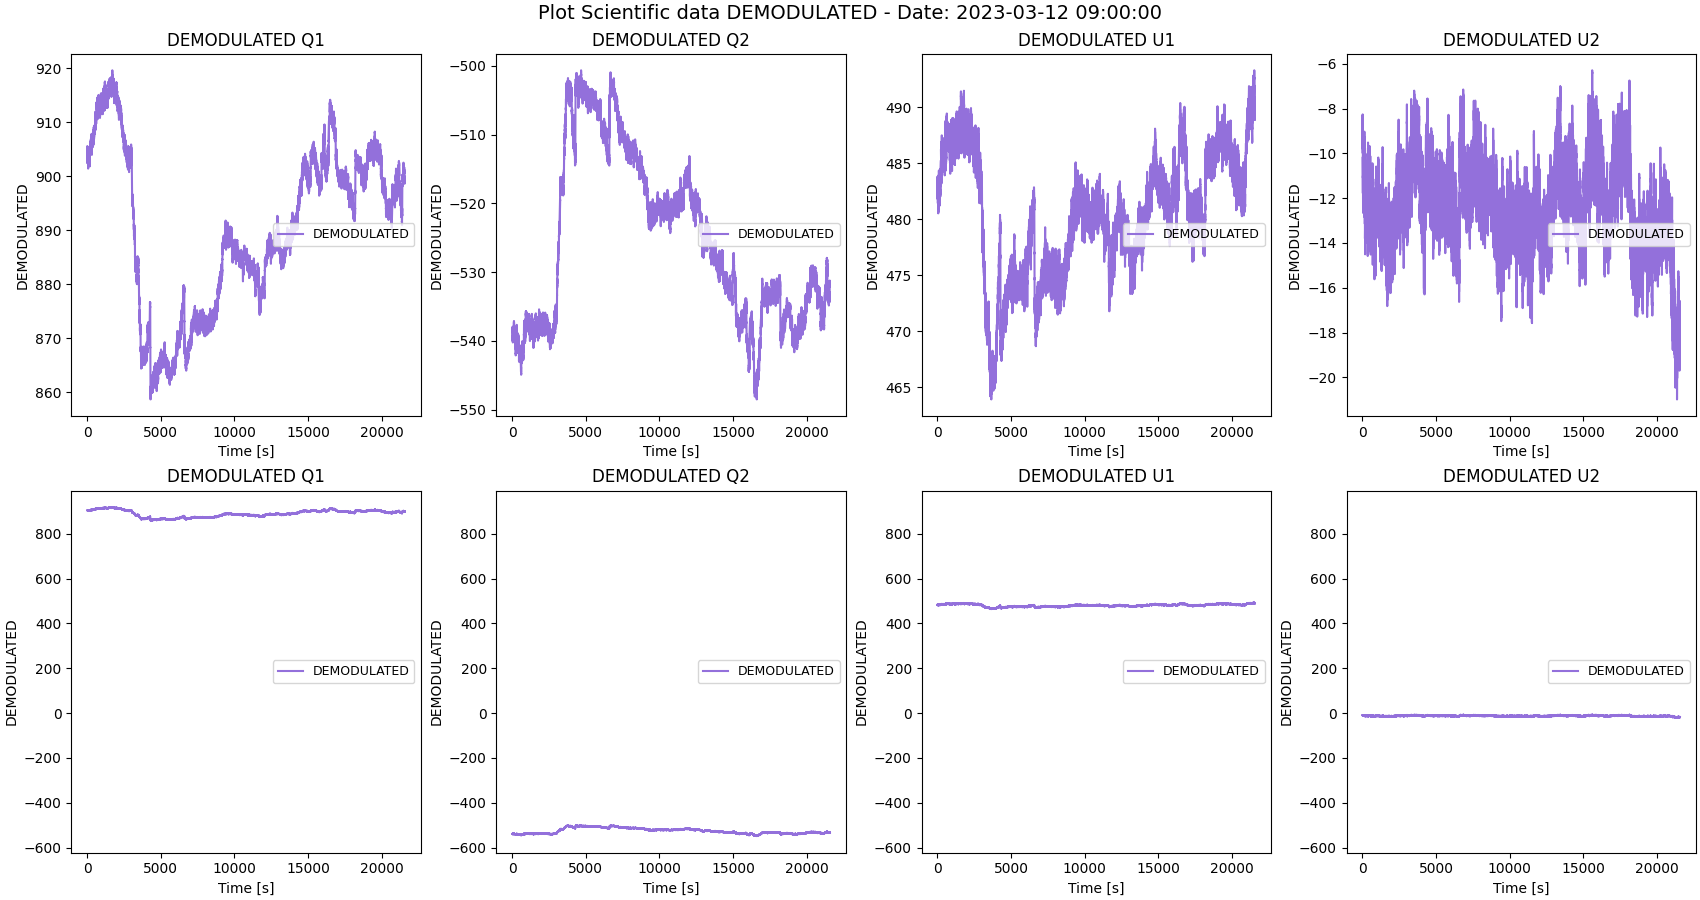 Plot Scientific data DEMODULATED - Date: 2023-03-12 09:00:00
DEMODULATED Q1
DEMODULATED
920
910
900
890
880
870
860
DEMODULATED
0 5000 10000 15000 20000
Time [s]
DEMODULATED Q2
DEMODULATED
−500
−510
−520
−530
−540
−550
DEMODULATED
0 5000 10000 15000 20000
Time [s]
DEMODULATED U1
DEMODULATED
490
485
480
475
470
465
DEMODULATED
0 5000 10000 15000 20000
Time [s]
DEMODULATED U2
DEMODULATED
−6
−8
−10
−12
−14
−16
−18
−20
DEMODULATED
0 5000 10000 15000 20000
Time [s]
DEMODULATED Q1
DEMODULATED
800
600
400
200
0
−200
−400
−600
DEMODULATED
0 5000 10000 15000 20000
Time [s]
DEMODULATED Q2
DEMODULATED
800
600
400
200
0
−200
−400
−600
DEMODULATED
0 5000 10000 15000 20000
Time [s]
DEMODULATED U1
DEMODULATED
800
600
400
200
0
−200
−400
−600
DEMODULATED
0 5000 10000 15000 20000
Time [s]
DEMODULATED U2
DEMODULATED
800
600
400
200
0
−200
−400
−600
DEMODULATED
0 5000 10000 15000 20000
Time [s]